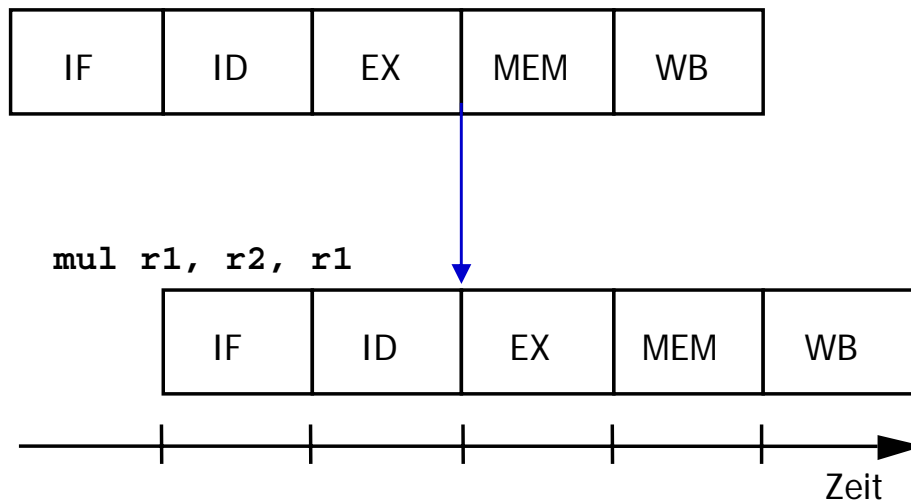 IF ID EX MEM WB
mul r1, r2, r1
IF ID EX MEM WB
Zeit